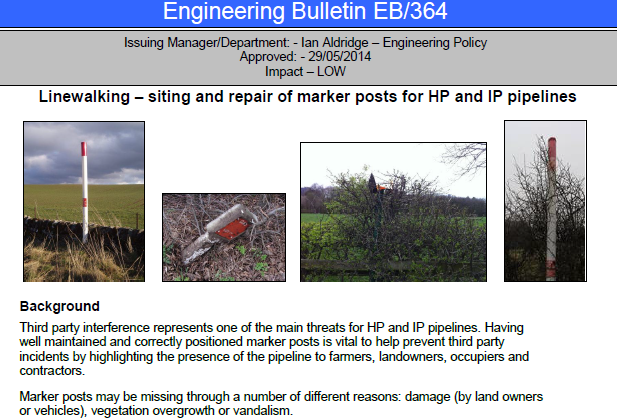 Engineering Bulletin EB/364
Issuing Manager/Department: - Ian Aldridge – Engineering Policy
Approved: - 29/05/2014
Impact – LOW
Linewalking – siting and repair of marker posts for HP and IP pipelines
Background
Third party interference represents one of the main threats for HP and IP pipelines. Having
well maintained and correctly positioned marker posts is vital to help prevent third party
incidents by highlighting the presence of the pipeline to farmers, landowners, occupiers and
contractors.
Marker posts may be missing through a number of different reasons: damage (by land owners
or vehicles), vegetation overgrowth or vandalism.